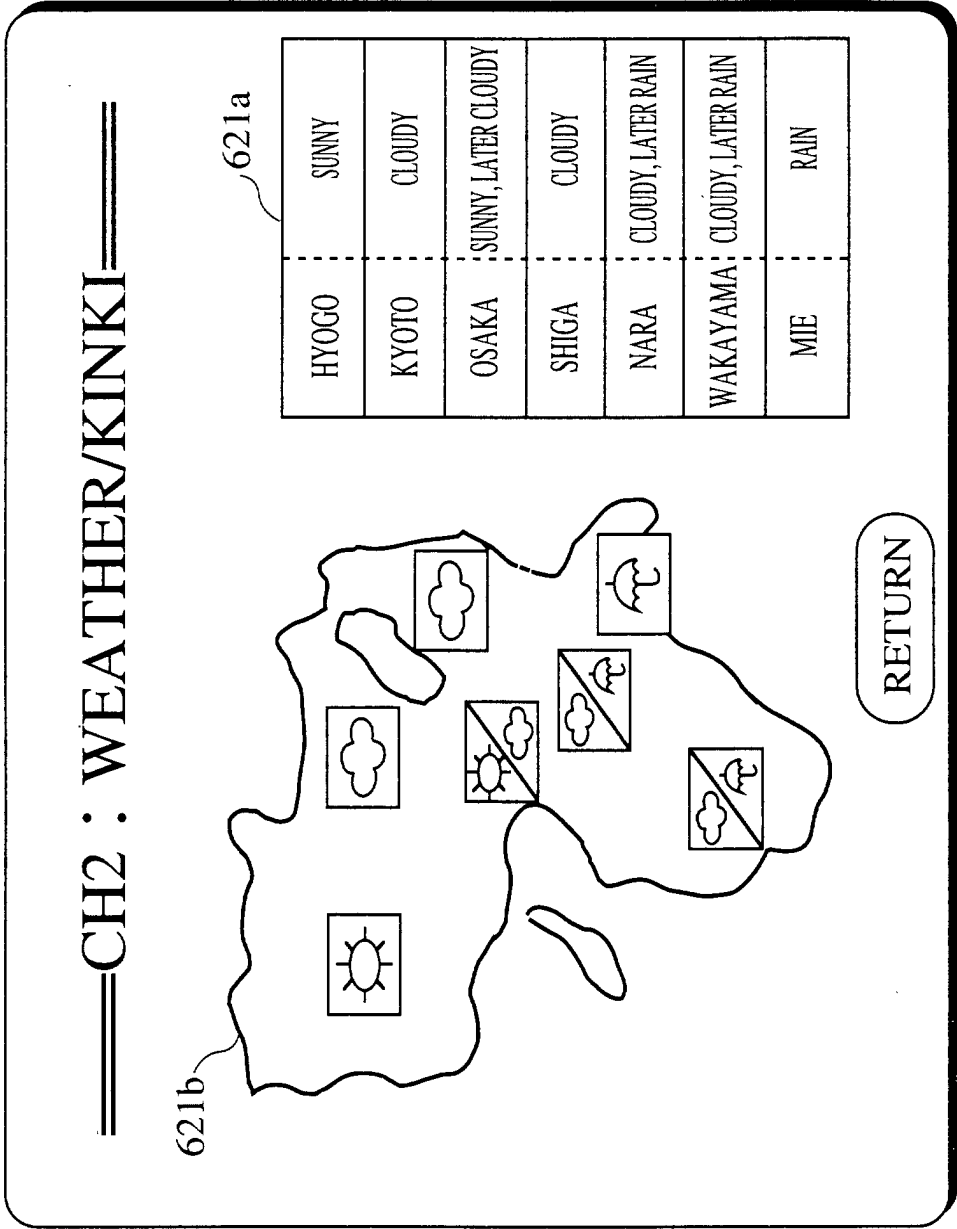 CH2 : WEATHER/KINKI
621b
621a
HYOGO SUNNY
KYOTO CLOUDY
OSAKA SUNNY, LATER CLOUDY
SHIGA CLOUDY
NARA CLOUDY, LATER RAIN
WAKAYAMA CLOUDY, LATER RAIN
MIE RAIN
RETURN